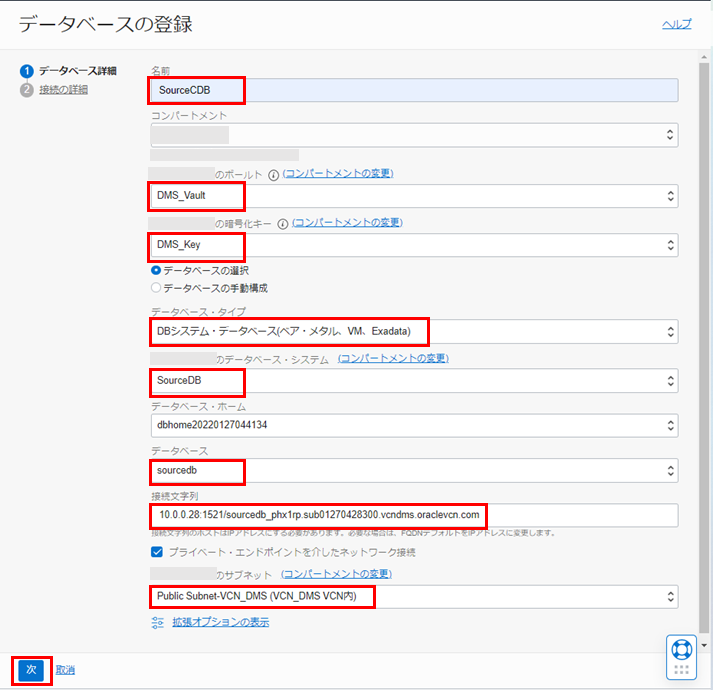 データベースの登録
ヘルプ
1 データベース詳細
2 接続の詳細
名前
SourceCDB
コンパートメント
のボールト (コンパートメントの変更)
DMS_Vault
の暗号化キー (コンパートメントの変更)
DMS_Key
データベースの選択
データベースの手動構成
データベース・タイプ
DBシステム・データベース(ベア・メタル、VM、Exadata)
のデータベース・システム (コンパートメントの変更)
SourceDB
データベース・ホーム
dbhome20220127044134
データベース
sourcedb
接続文字列
10.0.0.28:1521/sourcedb_phx1rp.sub01270428300.vcndms.oraclevcn.com
接続文字列のホストはIPアドレスにする必要があります。必要な場合は、FQDNデフォルトをIPアドレスに変更します。
プライベート・エンドポイントを介したネットワーク接続
のサブネット (コンパートメントの変更)
Public Subnet-VCN_DMS (VCN_DMS VCN内)
拡張オプションの表示
次 取消